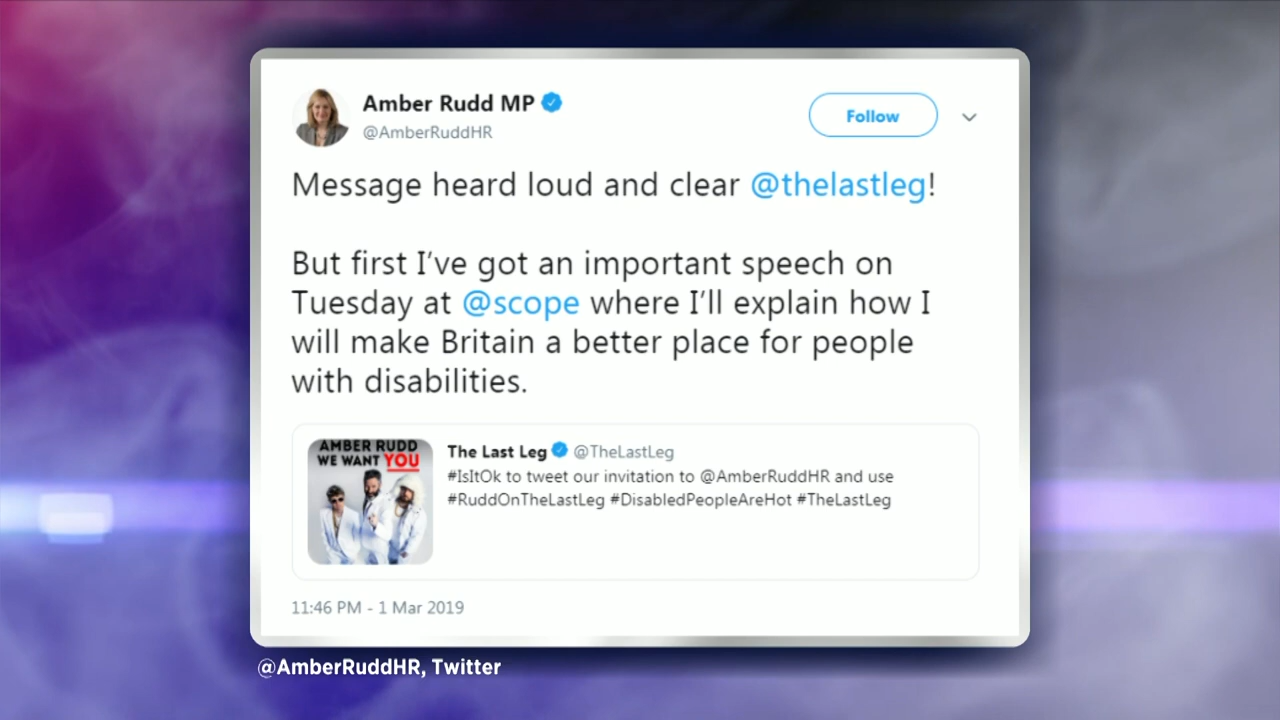 Amber Rudd MP
@AmberRuddHR
Follow
Message heard loud and clear @thelastleg!
But first I've got an important speech on
Tuesday at @scope where I'll explain how I
will make Britain a better place for people
with disabilities.
AMBER RUDD
WE WANT YOU
The Last Leg @TheLastLeg
#IsItOk to tweet our invitation to @AmberRuddHR and use
#RuddOnTheLastLeg #DisabledPeopleAreHot #TheLastLeg
11:46 PM - 1 Mar 2019
@AmberRuddHR, Twitter